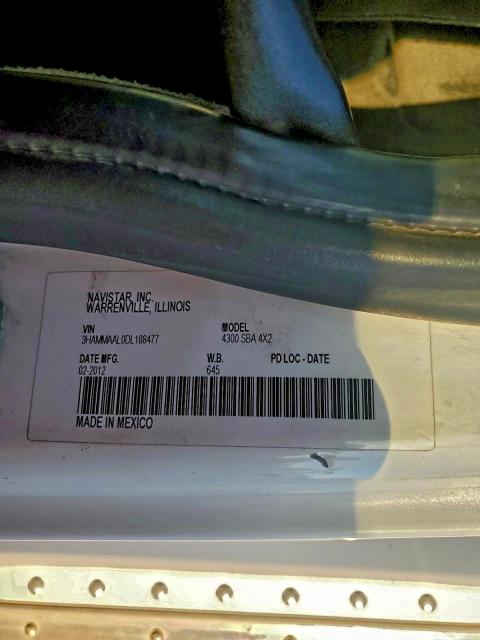 NAVISTAR, INC.
WARRENVILLE, ILLINOIS
VIN MODEL
3HAMMAAL0DL188477 4300 SBA 4X2
DATE MFG. W.B. PD LOC - DATE
02-2012 645
MADE IN MEXICO